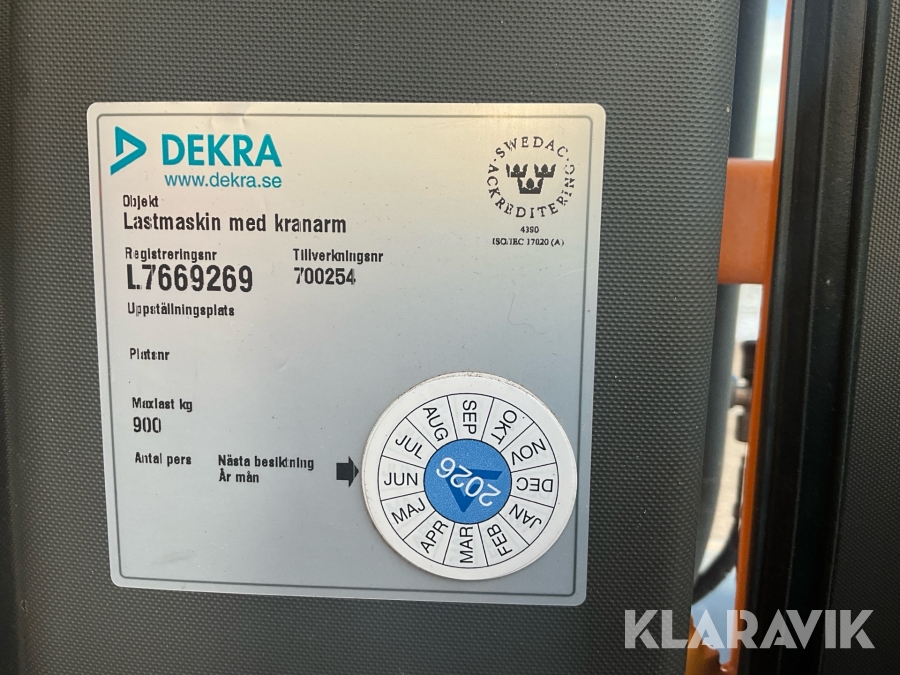 DEKRA
www.dekra.se
SWEDAC
ACKREDITERING
4390
ISO/IEC 17020 (A)
Objekt
Lastmaskin med kranarm
Registreringsnr
L7669269
Tillverkningsnr
700254
Uppställningsplats
Platsnr
Maxlast kg
900
Antal pers
Nästa besiktning
År mån
JAN
FEB
MAR
APR
MAJ
JUN
JUL
AUG
SEP
OKT
NOV
DEC
2026
KLARAVIK